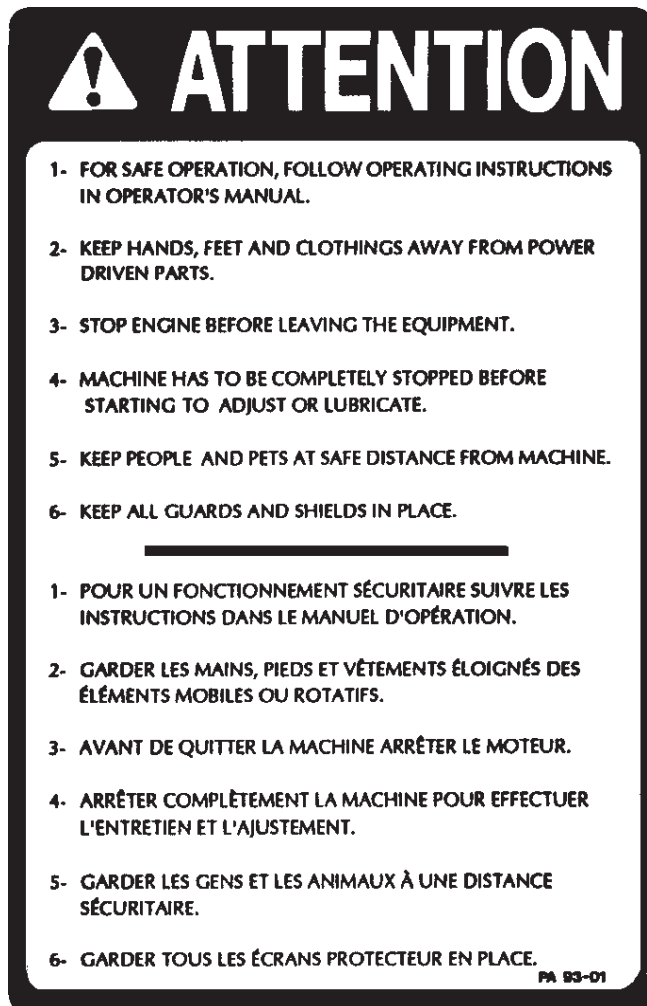 ATTENTION
1- FOR SAFE OPERATION, FOLLOW OPERATING INSTRUCTIONS
IN OPERATOR'S MANUAL.
2- KEEP HANDS, FEET AND CLOTHINGS AWAY FROM POWER
DRIVEN PARTS.
3- STOP ENGINE BEFORE LEAVING THE EQUIPMENT.
4- MACHINE HAS TO BE COMPLETELY STOPPED BEFORE
STARTING TO ADJUST OR LUBRICATE.
5- KEEP PEOPLE AND PETS AT SAFE DISTANCE FROM MACHINE.
6- KEEP ALL GUARDS AND SHIELDS IN PLACE.
1- POUR UN FONCTIONNEMENT SÉCURITAIRE SUIVRE LES
INSTRUCTIONS DANS LE MANUEL D'OPÉRATION.
2- GARDER LES MAINS, PIEDS ET VÊTEMENTS ÉLOIGNÉS DES
ÉLÉMENTS MOBILES OU ROTATIFS.
3- AVANT DE QUITTER LA MACHINE ARRÊTER LE MOTEUR.
4- ARRÊTER COMPLÈTEMENT LA MACHINE POUR EFFECTUER
L'ENTRETIEN ET L'AJUSTEMENT.
5- GARDER LES GENS ET LES ANIMAUX À UNE DISTANCE
SÉCURITAIRE.
6- GARDER TOUS LES ÉCRANS PROTECTEUR EN PLACE.
PA 93-01